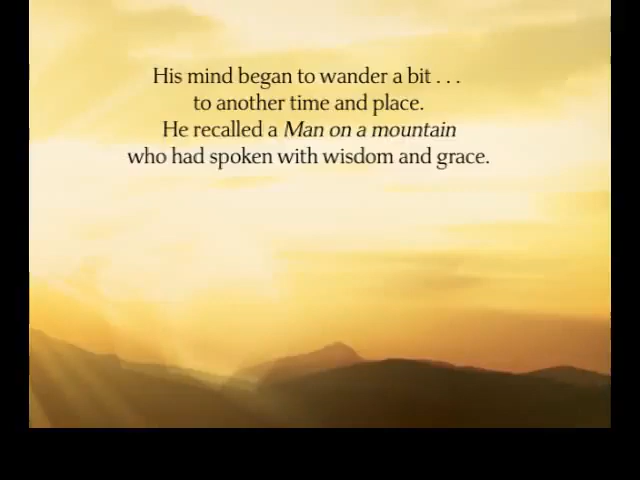 His mind began to wander a bit . . .
to another time and place.
He recalled a Man on a mountain
who had spoken with wisdom and grace.